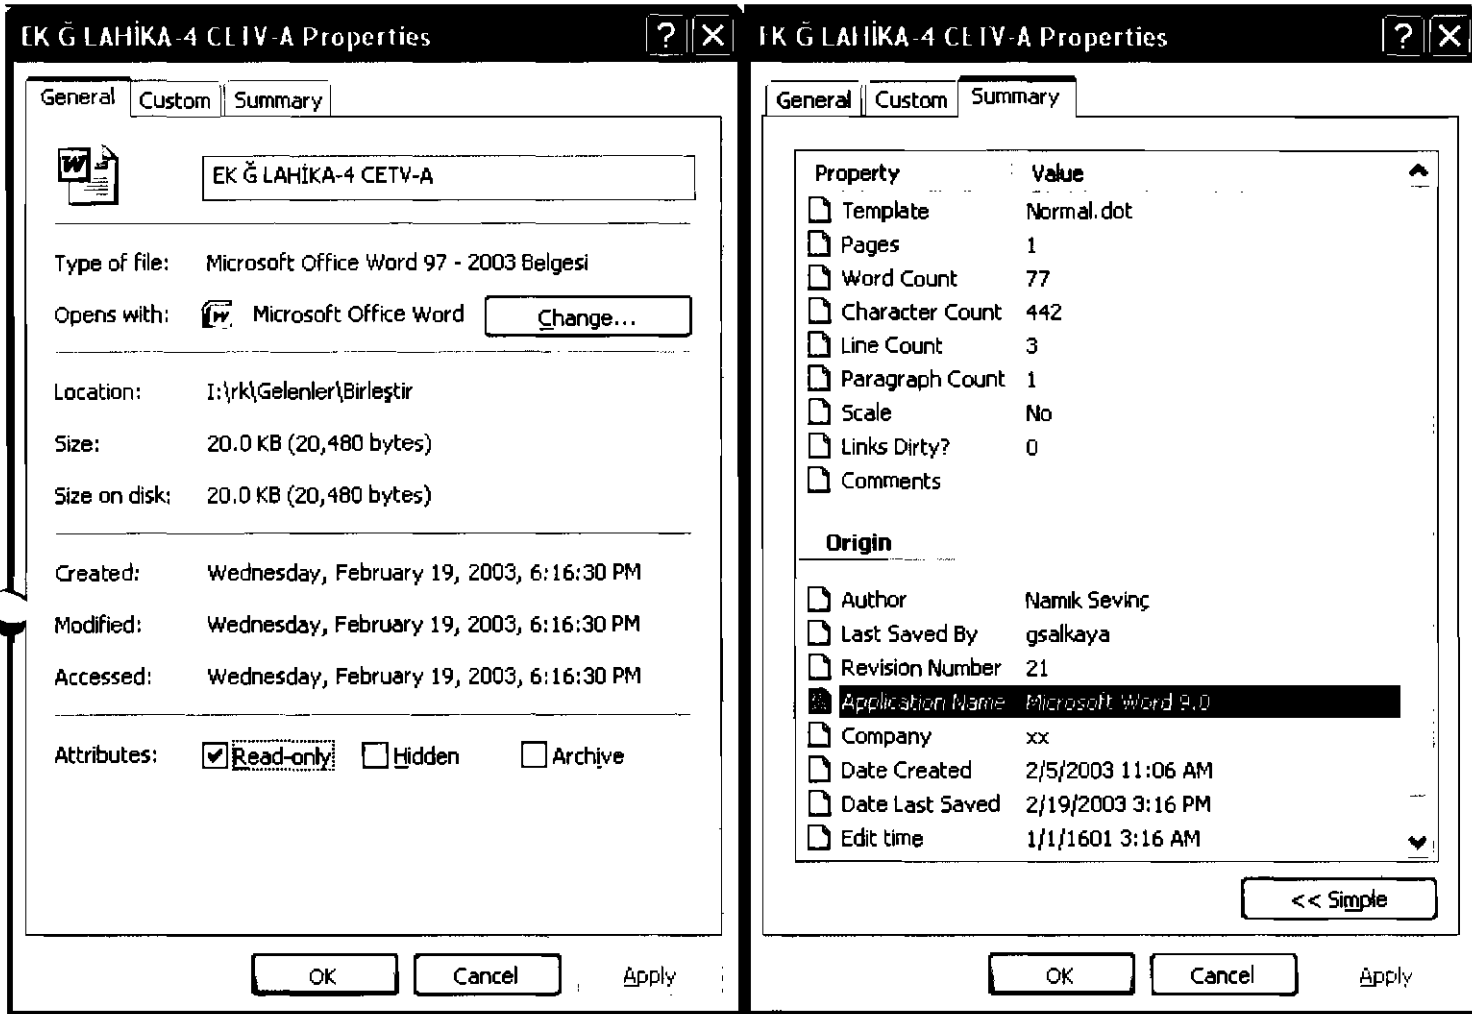 EK Ğ LAHİKA-4 CETV-A Properties
General Custom Summary
EK Ğ LAHİKA-4 CETV-A
Type of file: Microsoft Office Word 97 - 2003 Belgesi
Opens with: Microsoft Office Word Change...
Location: I:\rk\Gelenler\Birleştir
Size: 20.0 KB (20,480 bytes)
Size on disk: 20.0 KB (20,480 bytes)
Created: Wednesday, February 19, 2003, 6:16:30 PM
Modified: Wednesday, February 19, 2003, 6:16:30 PM
Accessed: Wednesday, February 19, 2003, 6:16:30 PM
Attributes: Read-only Hidden Archive
OK Cancel Apply
EK Ğ LAHİKA-4 CETV-A Properties
General Custom Summary
Property Value
Template Normal.dot
Pages 1
Word Count 77
Character Count 442
Line Count 3
Paragraph Count 1
Scale No
Links Dirty? 0
Comments
Origin
Author Namık Sevinç
Last Saved By gsalkaya
Revision Number 21
Application Name Microsoft Word 9.0
Company xx
Date Created 2/5/2003 11:06 AM
Date Last Saved 2/19/2003 3:16 PM
Edit time 1/1/1601 3:16 AM
<< Simple
OK Cancel Apply